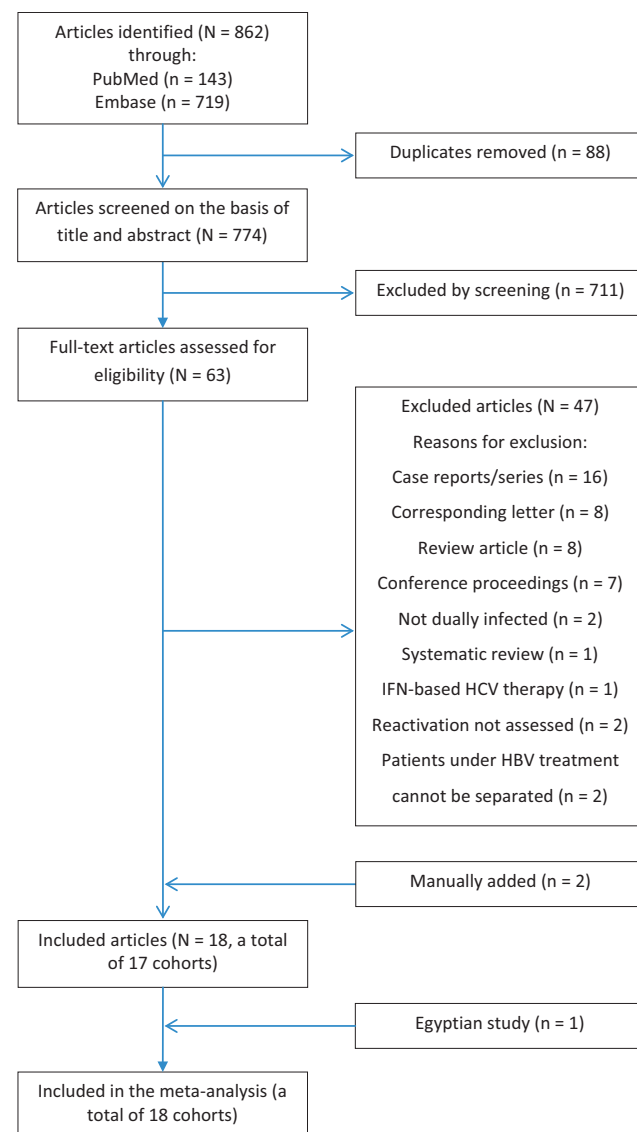 Articles identified (N = 862)
through:
PubMed (n = 143)
Embase (n = 719)
Duplicates removed (n = 88)
Articles screened on the basis of
title and abstract (N = 774)
Excluded by screening (n = 711)
Full-text articles assessed for
eligibility (N = 63)
Excluded articles (N = 47)
Reasons for exclusion:
Case reports/series (n = 16)
Corresponding letter (n = 8)
Review article (n = 8)
Conference proceedings (n = 7)
Not dually infected (n = 2)
Systematic review (n = 1)
IFN-based HCV therapy (n = 1)
Reactivation not assessed (n = 2)
Patients under HBV treatment
cannot be separated (n = 2)
Manually added (n = 2)
Included articles (N = 18, a total
of 17 cohorts)
Egyptian study (n = 1)
Included in the meta-analysis (a
total of 18 cohorts)